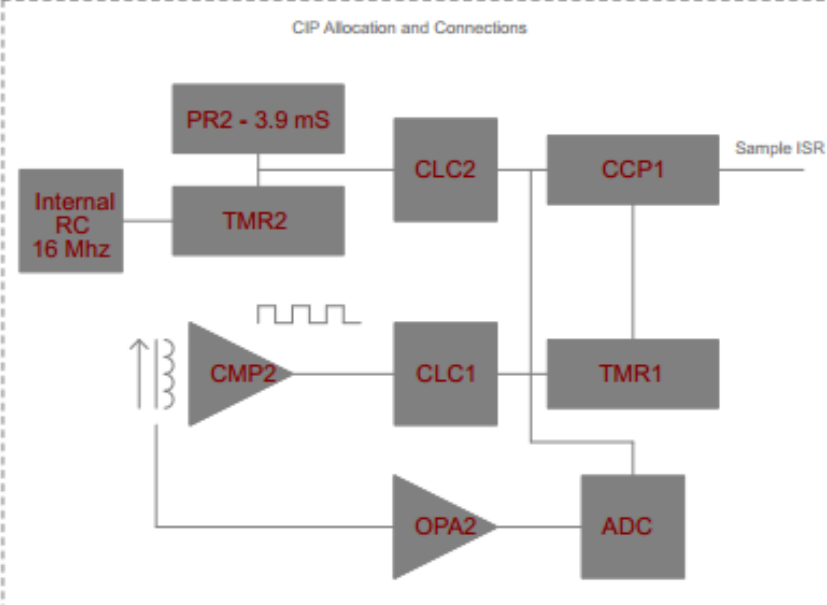 CIP Allocation and Connections
PR2 - 3.9 mS
CLC2
CCP1
Sample ISR
Internal
RC
16 Mhz
TMR2
CMP2
CLC1
TMR1
OPA2
ADC